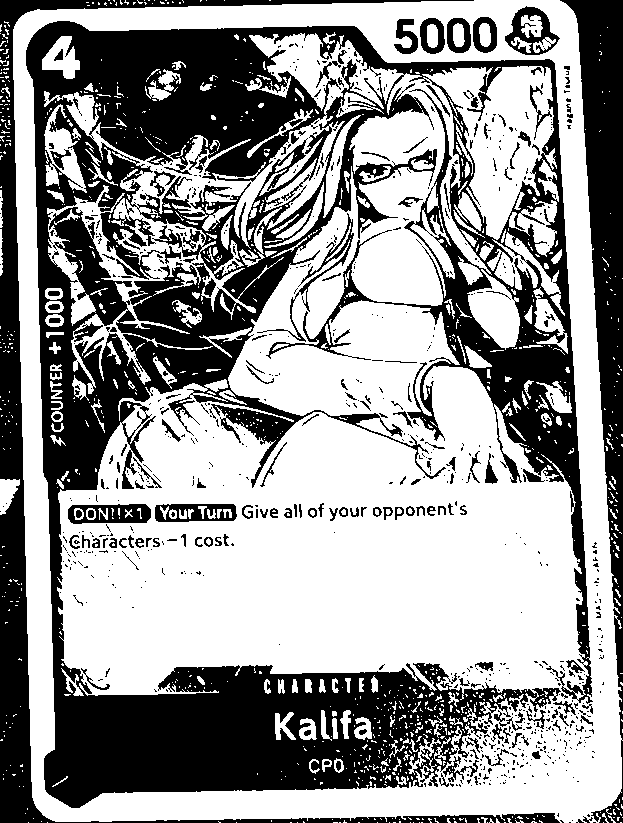 4
5000
特
SPECIAL
COUNTER +1000
DON!!×1 Your Turn Give all of your opponent's
Characters −1 cost.
CHARACTER
Kalifa
CP0